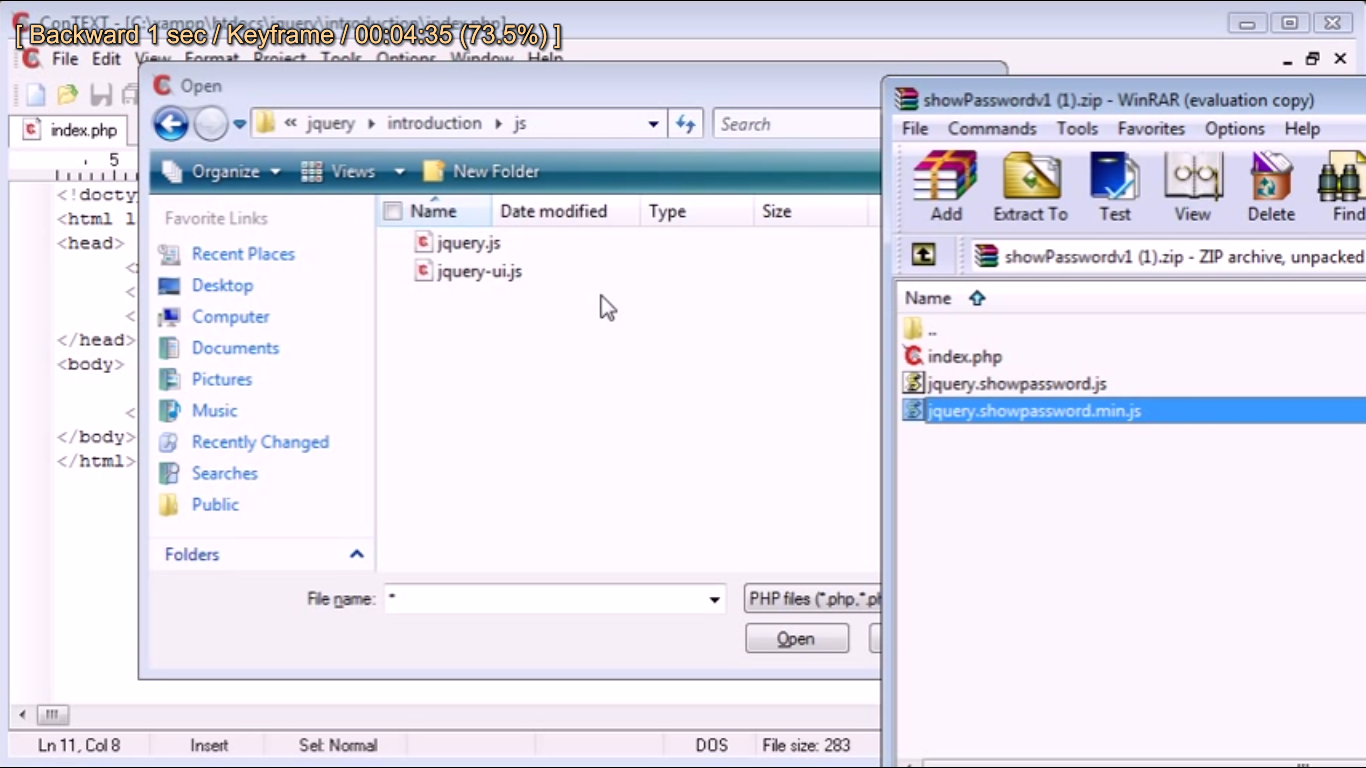 ConTEXT - [C:\xampp\htdocs\jquery\introduction\index.php]
[ Backward 1 sec / Keyframe / 00:04:35 (73.5%) ]
File Edit View Format Project Tools Options Window Help
Open
index.php
5
<!docty
<html l
<head>
<
<
<
</head>
<body>
<
</body>
</html>
« jquery introduction js
Search
Organize Views New Folder
Favorite Links
Recent Places
Desktop
Computer
Documents
Pictures
Music
Recently Changed
Searches
Public
Folders
Name Date modified Type Size
jquery.js
jquery-ui.js
File name: *
PHP files (*.php,*.ph
Open
showPasswordv1 (1).zip - WinRAR (evaluation copy)
File Commands Tools Favorites Options Help
Add Extract To Test View Delete Find
showPasswordv1 (1).zip - ZIP archive, unpacked
Name
..
index.php
jquery.showpassword.js
jquery.showpassword.min.js
Ln 11, Col 8 Insert Sel: Normal DOS File size: 283